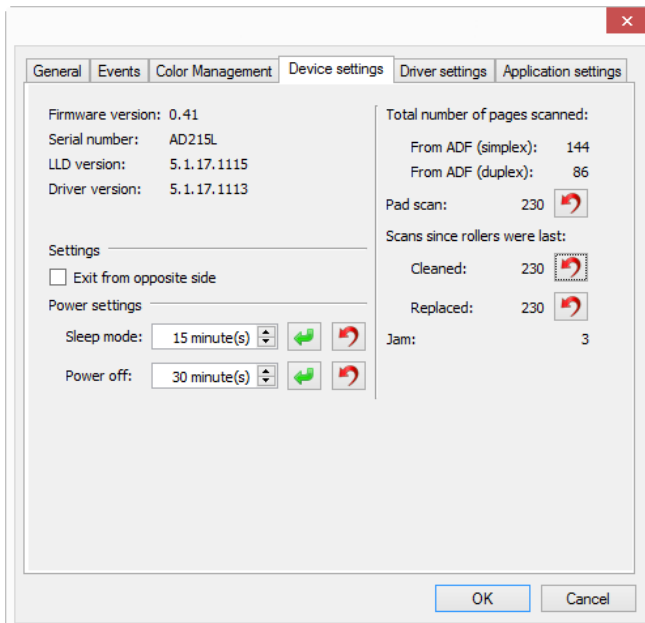 General Events Color Management Device settings Driver settings Application settings
Firmware version: 0.41
Serial number: AD215L
LLD version: 5.1.17.1115
Driver version: 5.1.17.1113
Settings
Exit from opposite side
Power settings
Sleep mode: 15 minute(s)
Power off: 30 minute(s)
Total number of pages scanned:
From ADF (simplex): 144
From ADF (duplex): 86
Pad scan: 230
Scans since rollers were last:
Cleaned: 230
Replaced: 230
Jam: 3
OK Cancel